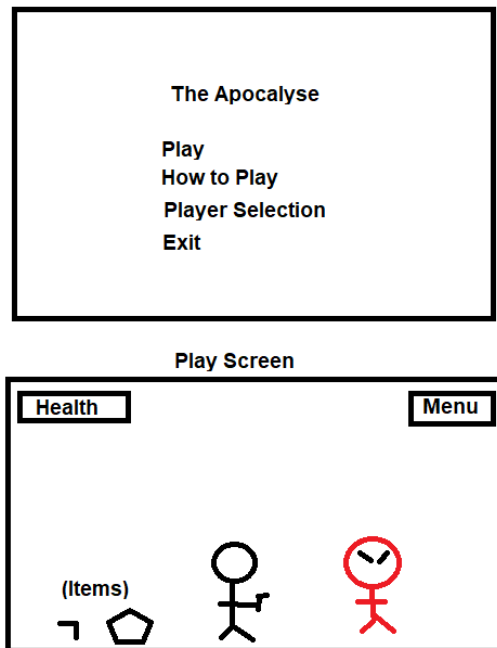 The Apocalyse
Play
How to Play
Player Selection
Exit
Play Screen
Health
Menu
(Items)